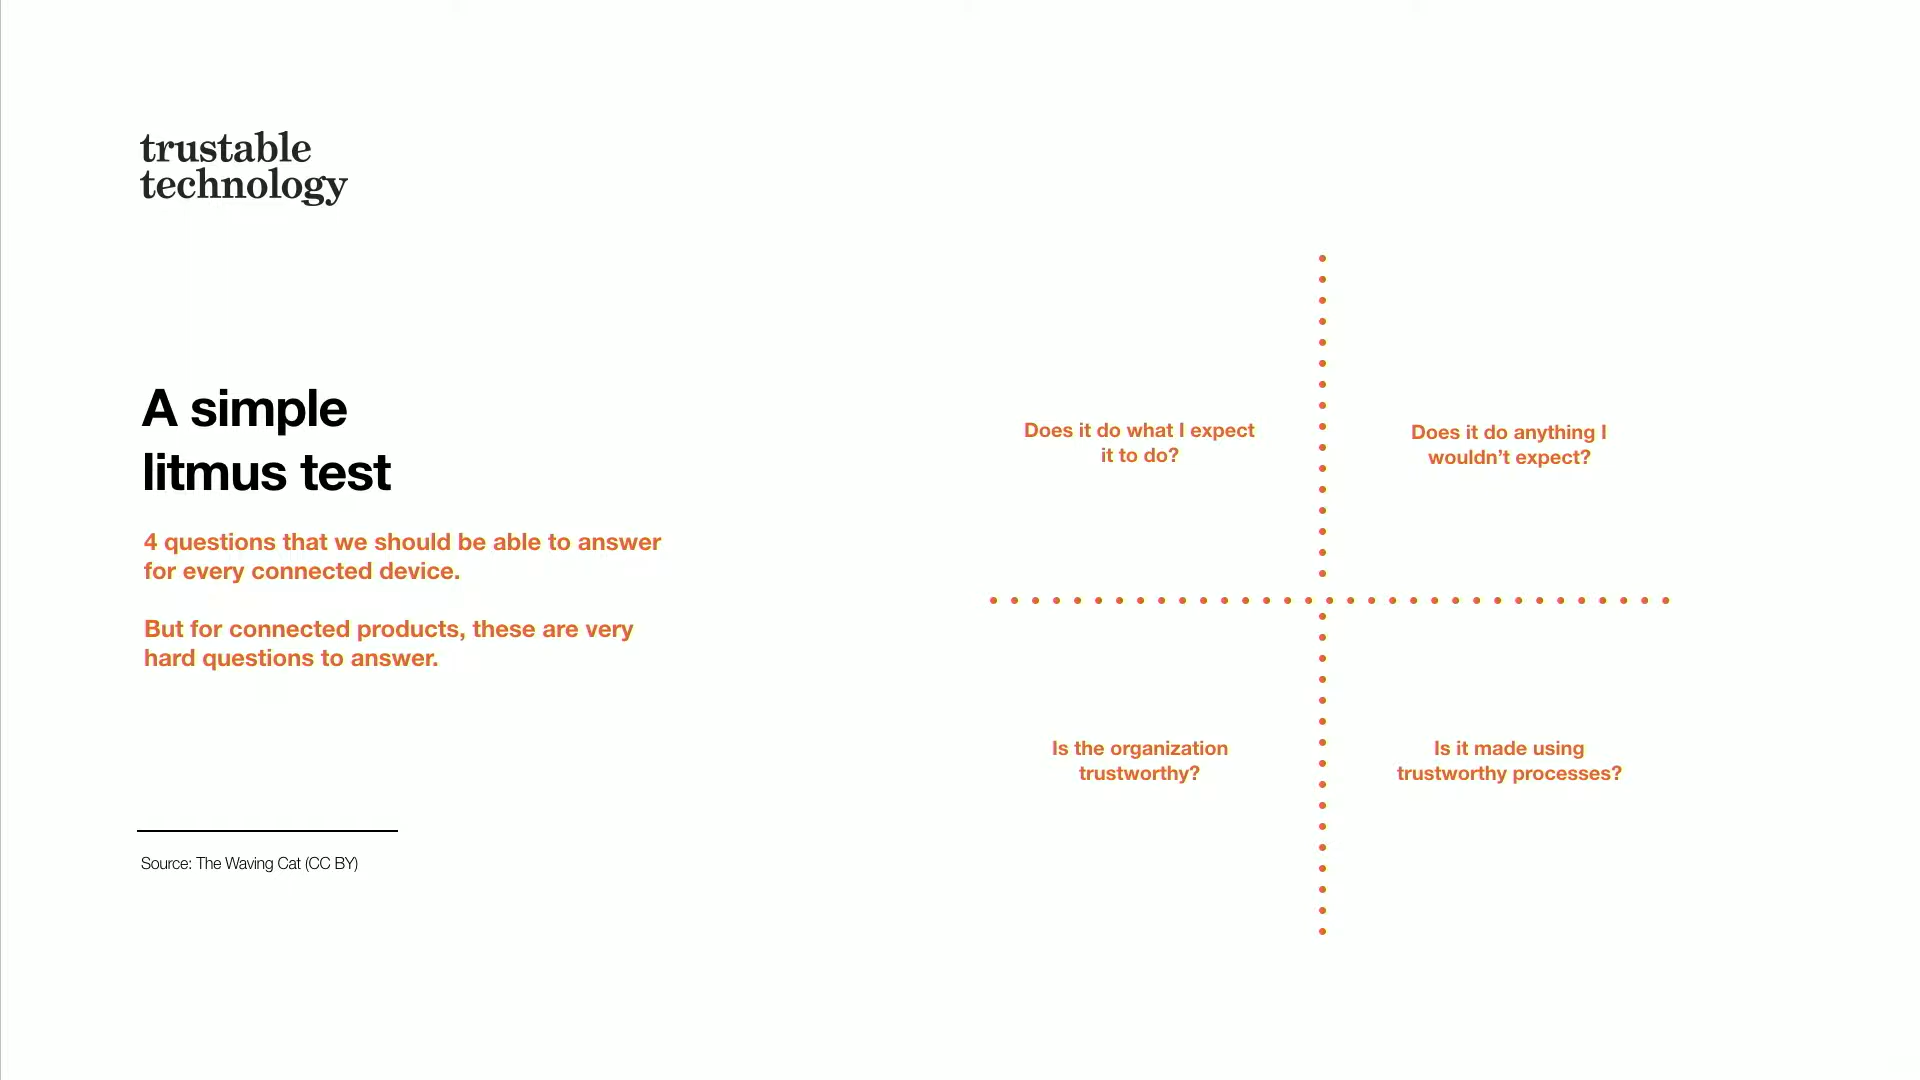 trustable
technology
A simple
litmus test
4 questions that we should be able to answer
for every connected device.
But for connected products, these are very
hard questions to answer.
Source: The Waving Cat (CC BY)
Does it do what I expect
it to do?
Does it do anything I
wouldn’t expect?
Is the organization
trustworthy?
Is it made using
trustworthy processes?